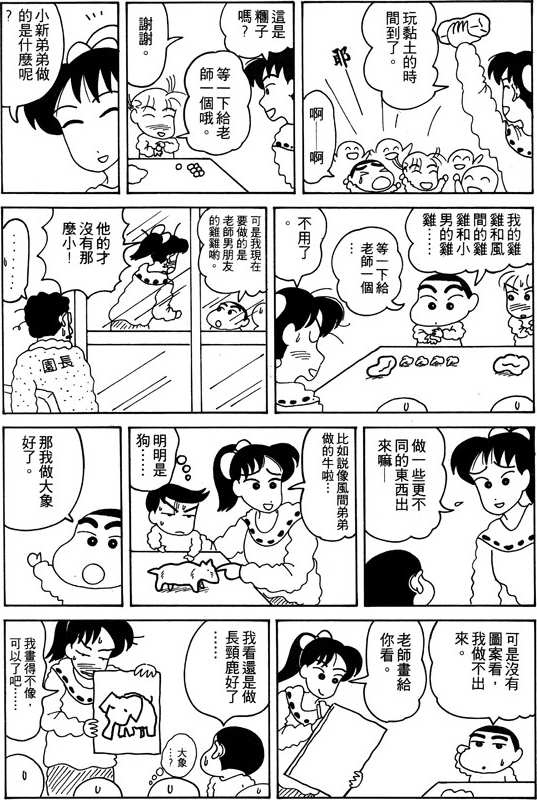 玩黏土的時
間到了。
耶
啊
啊
這是
糰子
嗎?
等一下給老
師一個哦。
謝謝。
小新弟弟做
的是什麼呢
?
我的雞
雞和風
間的雞
雞和小
男的雞
雞……
等一下給
老師一個
…
不用了
。
可是我現在
要做的是
老師男朋友
的雞雞喲。
他的才
沒有那
麼小!
……
園長
做一些更不
同的東西出
來嘛—
比如説像風間弟弟
做的牛啦…
明明是
狗……
那我做大象
好了。
可是沒有
圖案看,
我做不出
來。
老師畫給
你看。
我看還是做
長頸鹿好了
……
大象
…?
我畫得不像,
可以了吧……